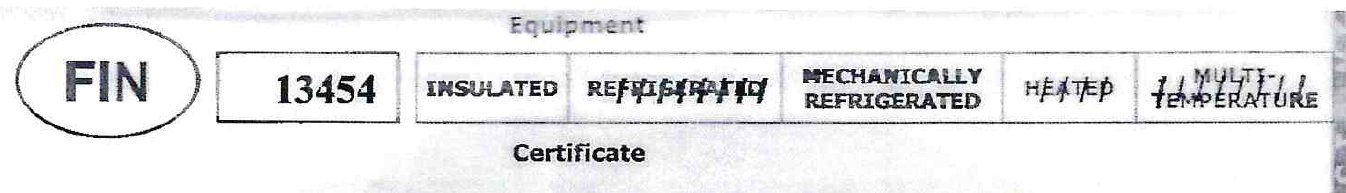 Equipment
FIN 13454 INSULATED REFRIGERATED MECHANICALLY REFRIGERATED HEATED MULTI-TEMPERATURE
Certificate